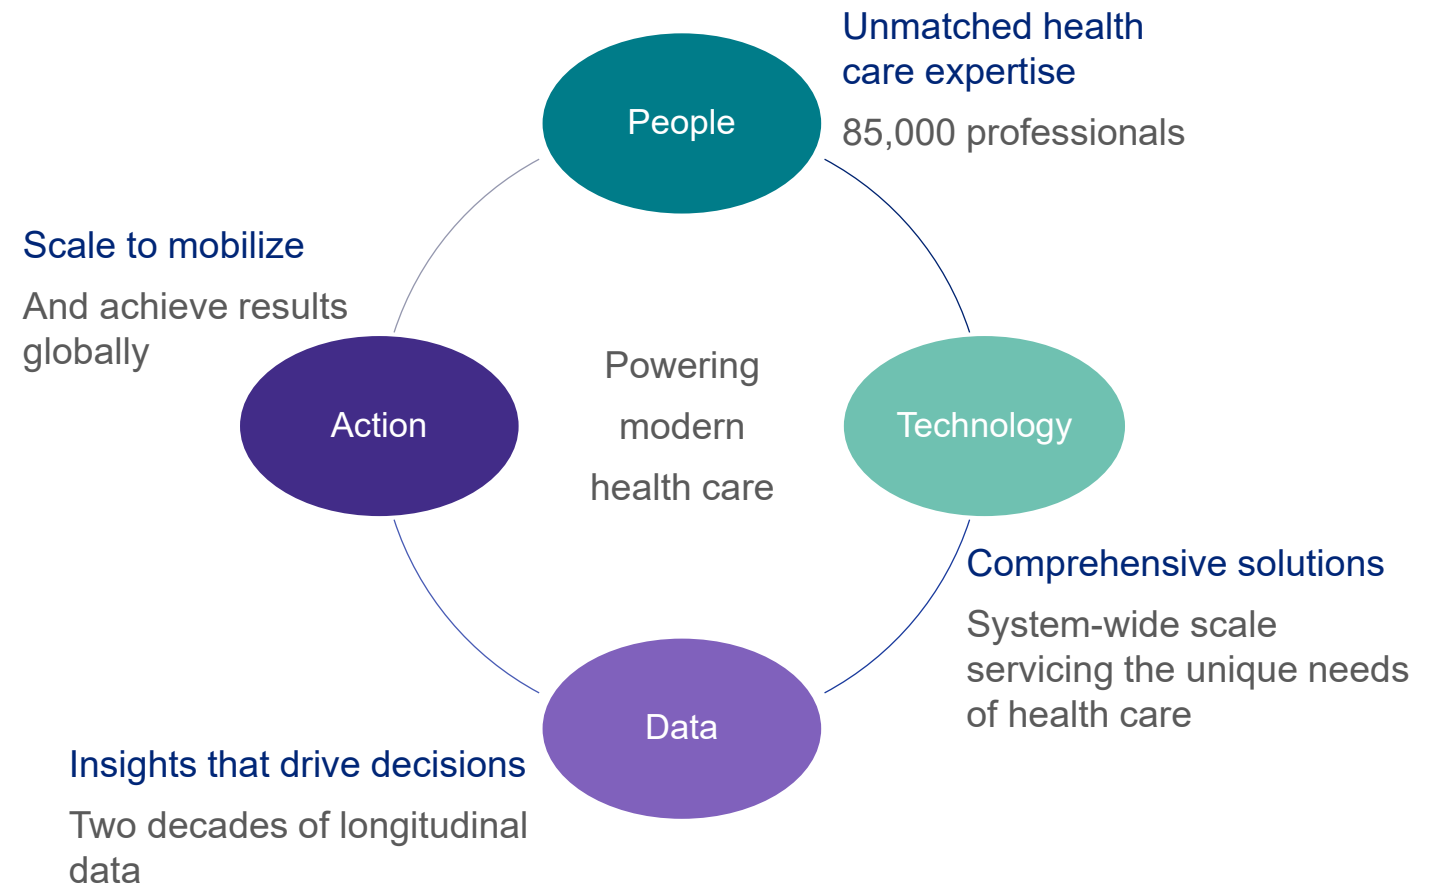 Unmatched health
care expertise
85,000 professionals
People
Scale to mobilize
And achieve results
globally
Action
Powering
modern
health care
Technology
Comprehensive solutions
System-wide scale
servicing the unique needs
of health care
Data
Insights that drive decisions
Two decades of longitudinal
data